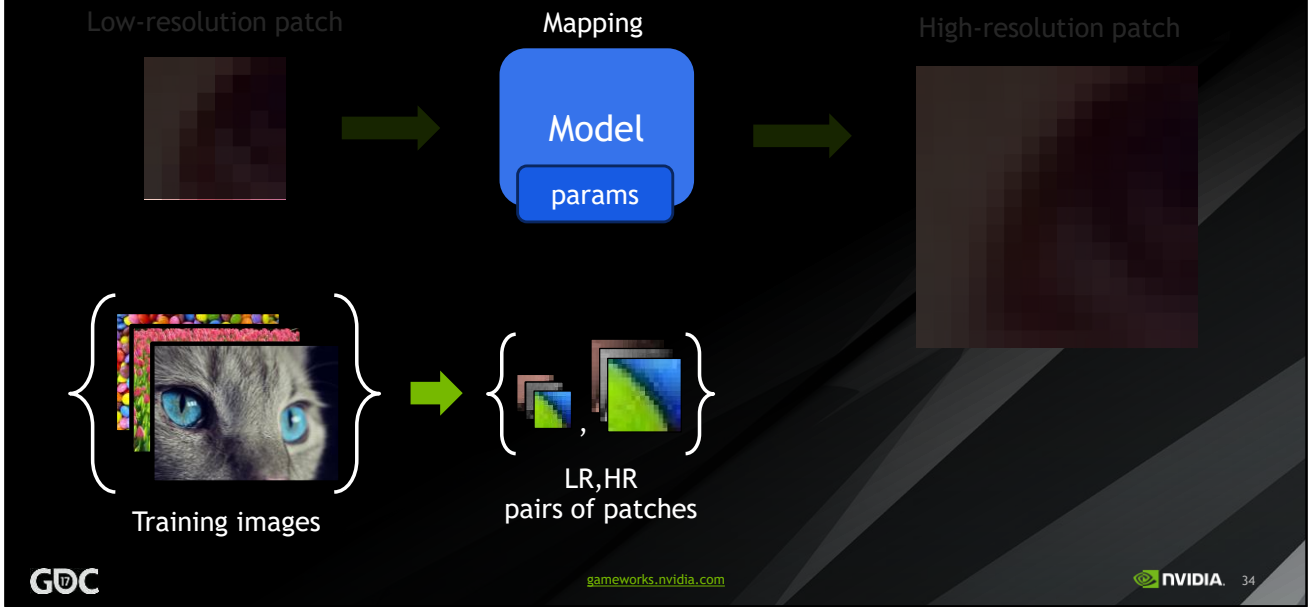 Low-resolution patch
Mapping
High-resolution patch
Model
params
,
LR,HR
pairs of patches
Training images
GDC
17
gameworks.nvidia.com
NVIDIA.
34